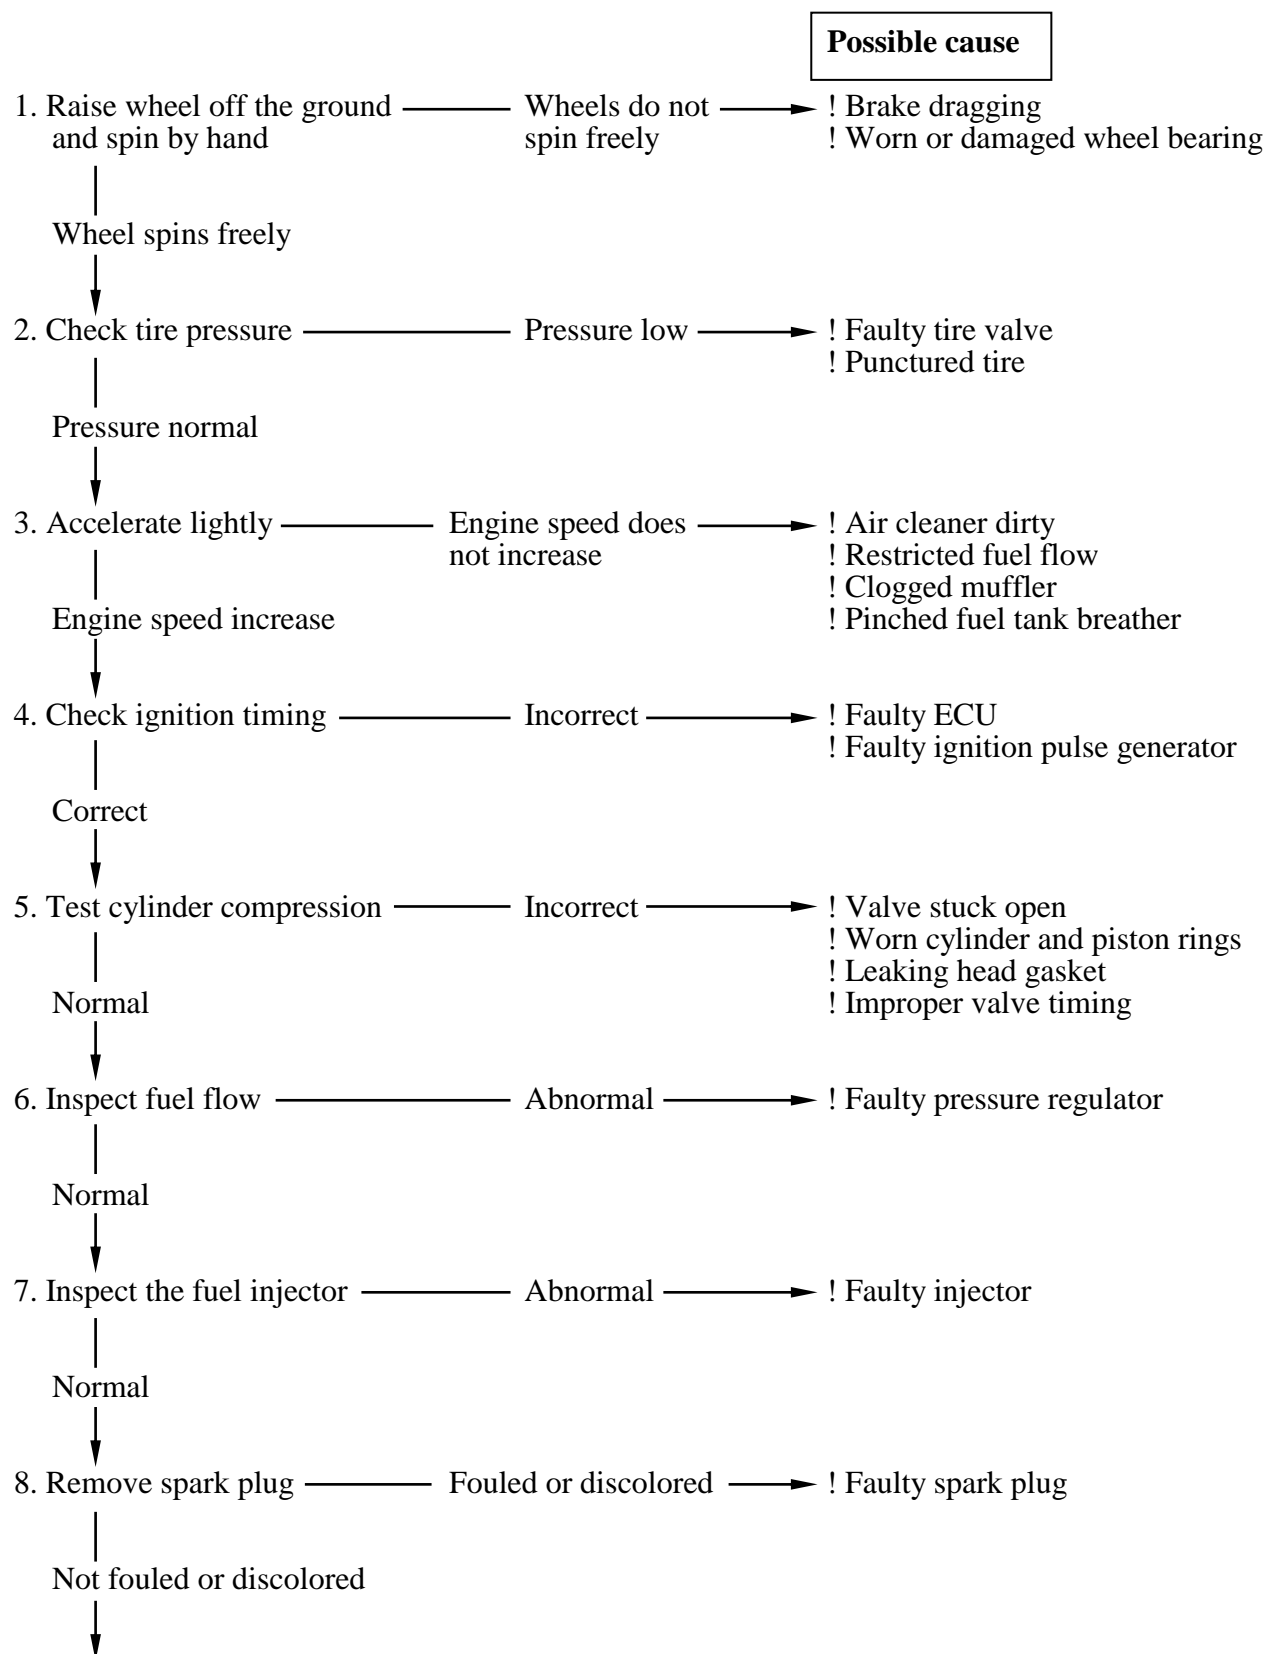 Possible cause
1. Raise wheel off the ground
and spin by hand
Wheels do not
spin freely
! Brake dragging
! Worn or damaged wheel bearing
Wheel spins freely
2. Check tire pressure
Pressure low
! Faulty tire valve
! Punctured tire
Pressure normal
3. Accelerate lightly
Engine speed does
not increase
! Air cleaner dirty
! Restricted fuel flow
! Clogged muffler
! Pinched fuel tank breather
Engine speed increase
4. Check ignition timing
Incorrect
! Faulty ECU
! Faulty ignition pulse generator
Correct
5. Test cylinder compression
Incorrect
! Valve stuck open
! Worn cylinder and piston rings
! Leaking head gasket
! Improper valve timing
Normal
6. Inspect fuel flow
Abnormal
! Faulty pressure regulator
Normal
7. Inspect the fuel injector
Abnormal
! Faulty injector
Normal
8. Remove spark plug
Fouled or discolored
! Faulty spark plug
Not fouled or discolored